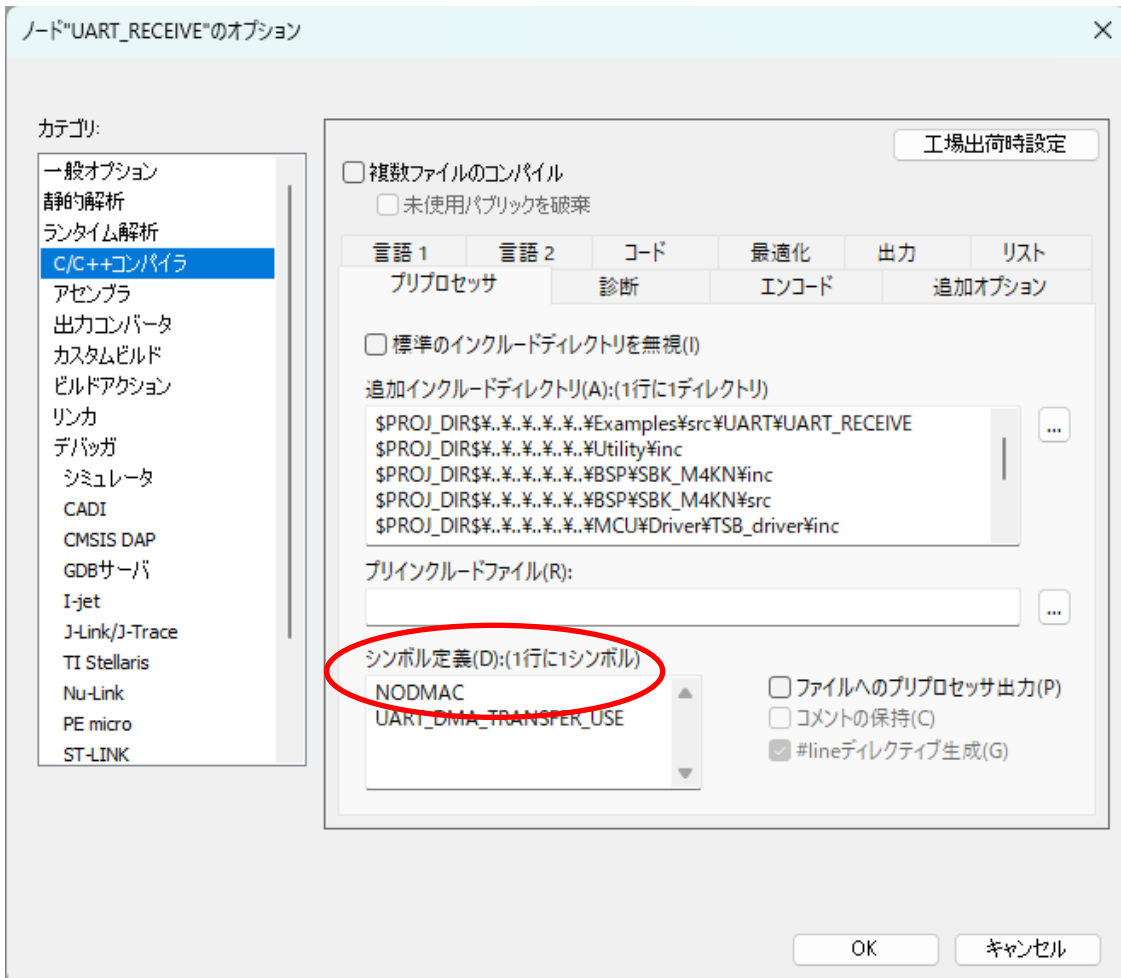 ノード"UART_RECEIVE"のオプション
カテゴリ:
一般オプション
静的解析
ランタイム解析
C/C++コンパイラ
アセンブラ
出力コンバータ
カスタムビルド
ビルドアクション
リンカ
デバッガ
シミュレータ
CADI
CMSIS DAP
GDBサーバ
I-jet
J-Link/J-Trace
TI Stellaris
Nu-Link
PE micro
ST-LINK
工場出荷時設定
複数ファイルのコンパイル
未使用パブリックを破棄
言語 1 言語 2 コード 最適化 出力 リスト
プリプロセッサ 診断 エンコード 追加オプション
標準のインクルードディレクトリを無視(I)
追加インクルードディレクトリ(A):(1行に1ディレクトリ)
$PROJ_DIR$¥..¥..¥..¥..¥..¥Examples¥src¥UART¥UART_RECEIVE
$PROJ_DIR$¥..¥..¥..¥..¥..¥Utility¥inc
$PROJ_DIR$¥..¥..¥..¥..¥..¥BSP¥SBK_M4KN¥inc
$PROJ_DIR$¥..¥..¥..¥..¥..¥BSP¥SBK_M4KN¥src
$PROJ_DIR$¥..¥..¥..¥..¥..¥MCU¥Driver¥TSB_driver¥inc
...
プリインクルードファイル(R):
...
シンボル定義(D):(1行に1シンボル)
NODMAC
UART_DMA_TRANSFER_USE
ファイルへのプリプロセッサ出力(P)
コメントの保持(C)
#lineディレクティブ生成(G)
OK キャンセル